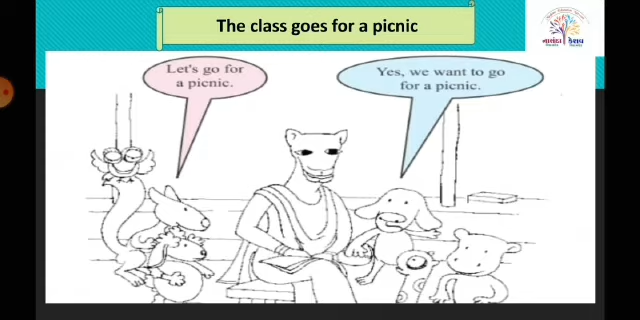 The class goes for a picnic
Let's go for
a picnic.
Yes, we want to go
for a picnic.
નાલંદા